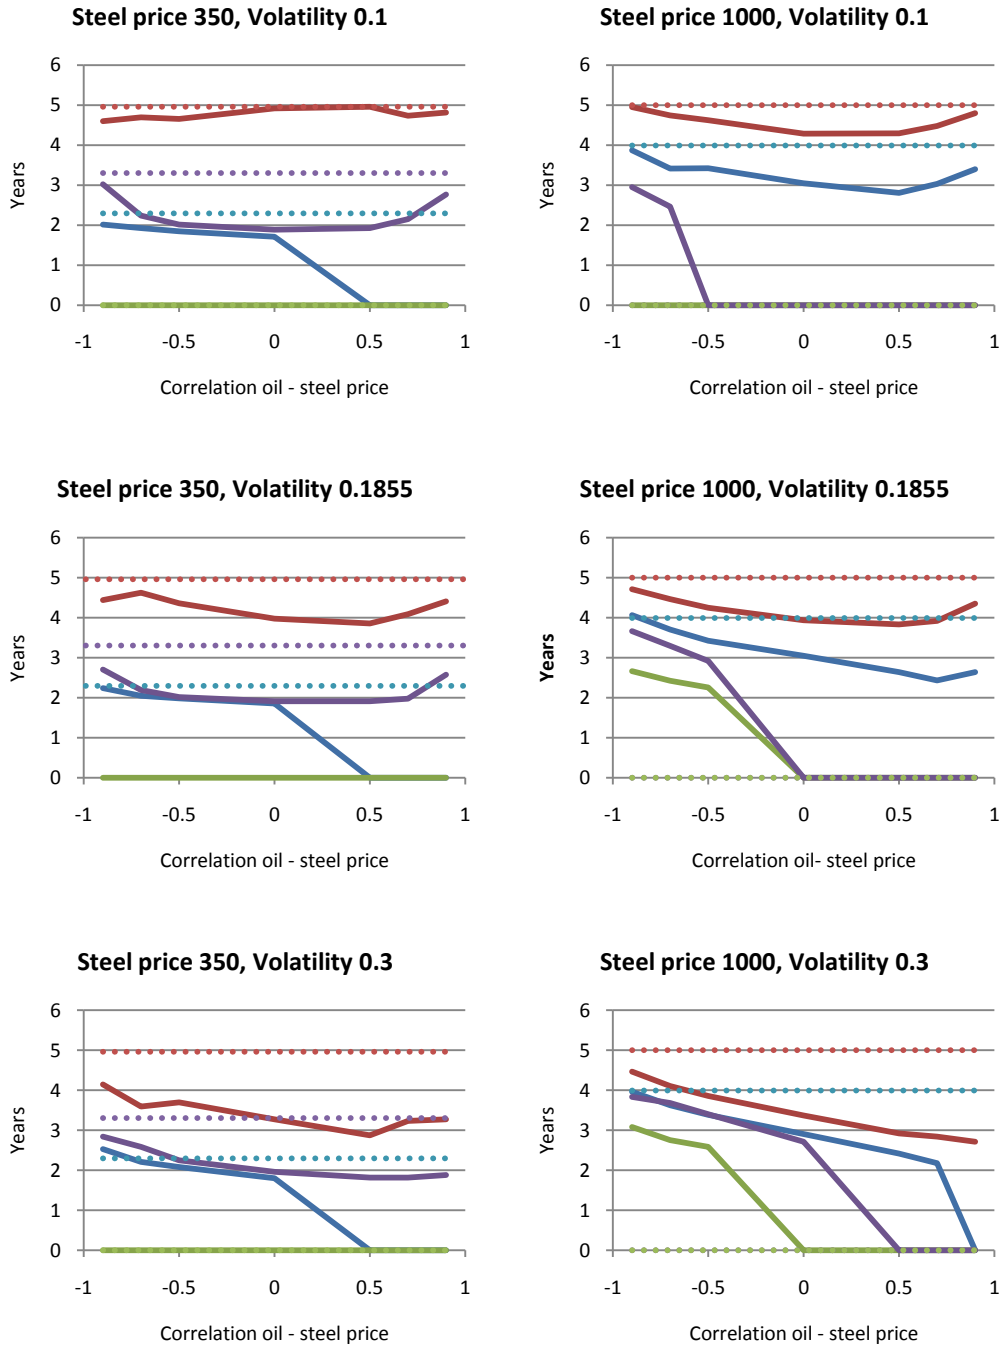 Steel price 350, Volatility 0.1
6
5
4
3
2
1
0
Years
-1 -0.5 0 0.5 1
Correlation oil - steel price
Steel price 1000, Volatility 0.1
6
5
4
3
2
1
0
Years
-1 -0.5 0 0.5 1
Correlation oil - steel price
Steel price 350, Volatility 0.1855
6
5
4
3
2
1
0
Years
-1 -0.5 0 0.5 1
Correlation oil - steel price
Steel price 1000, Volatility 0.1855
6
5
4
3
2
1
0
Years
-1 -0.5 0 0.5 1
Correlation oil- steel price
Steel price 350, Volatility 0.3
6
5
4
3
2
1
0
Years
-1 -0.5 0 0.5 1
Correlation oil - steel price
Steel price 1000, Volatility 0.3
6
5
4
3
2
1
0
Years
-1 -0.5 0 0.5 1
Correlation oil - steel price